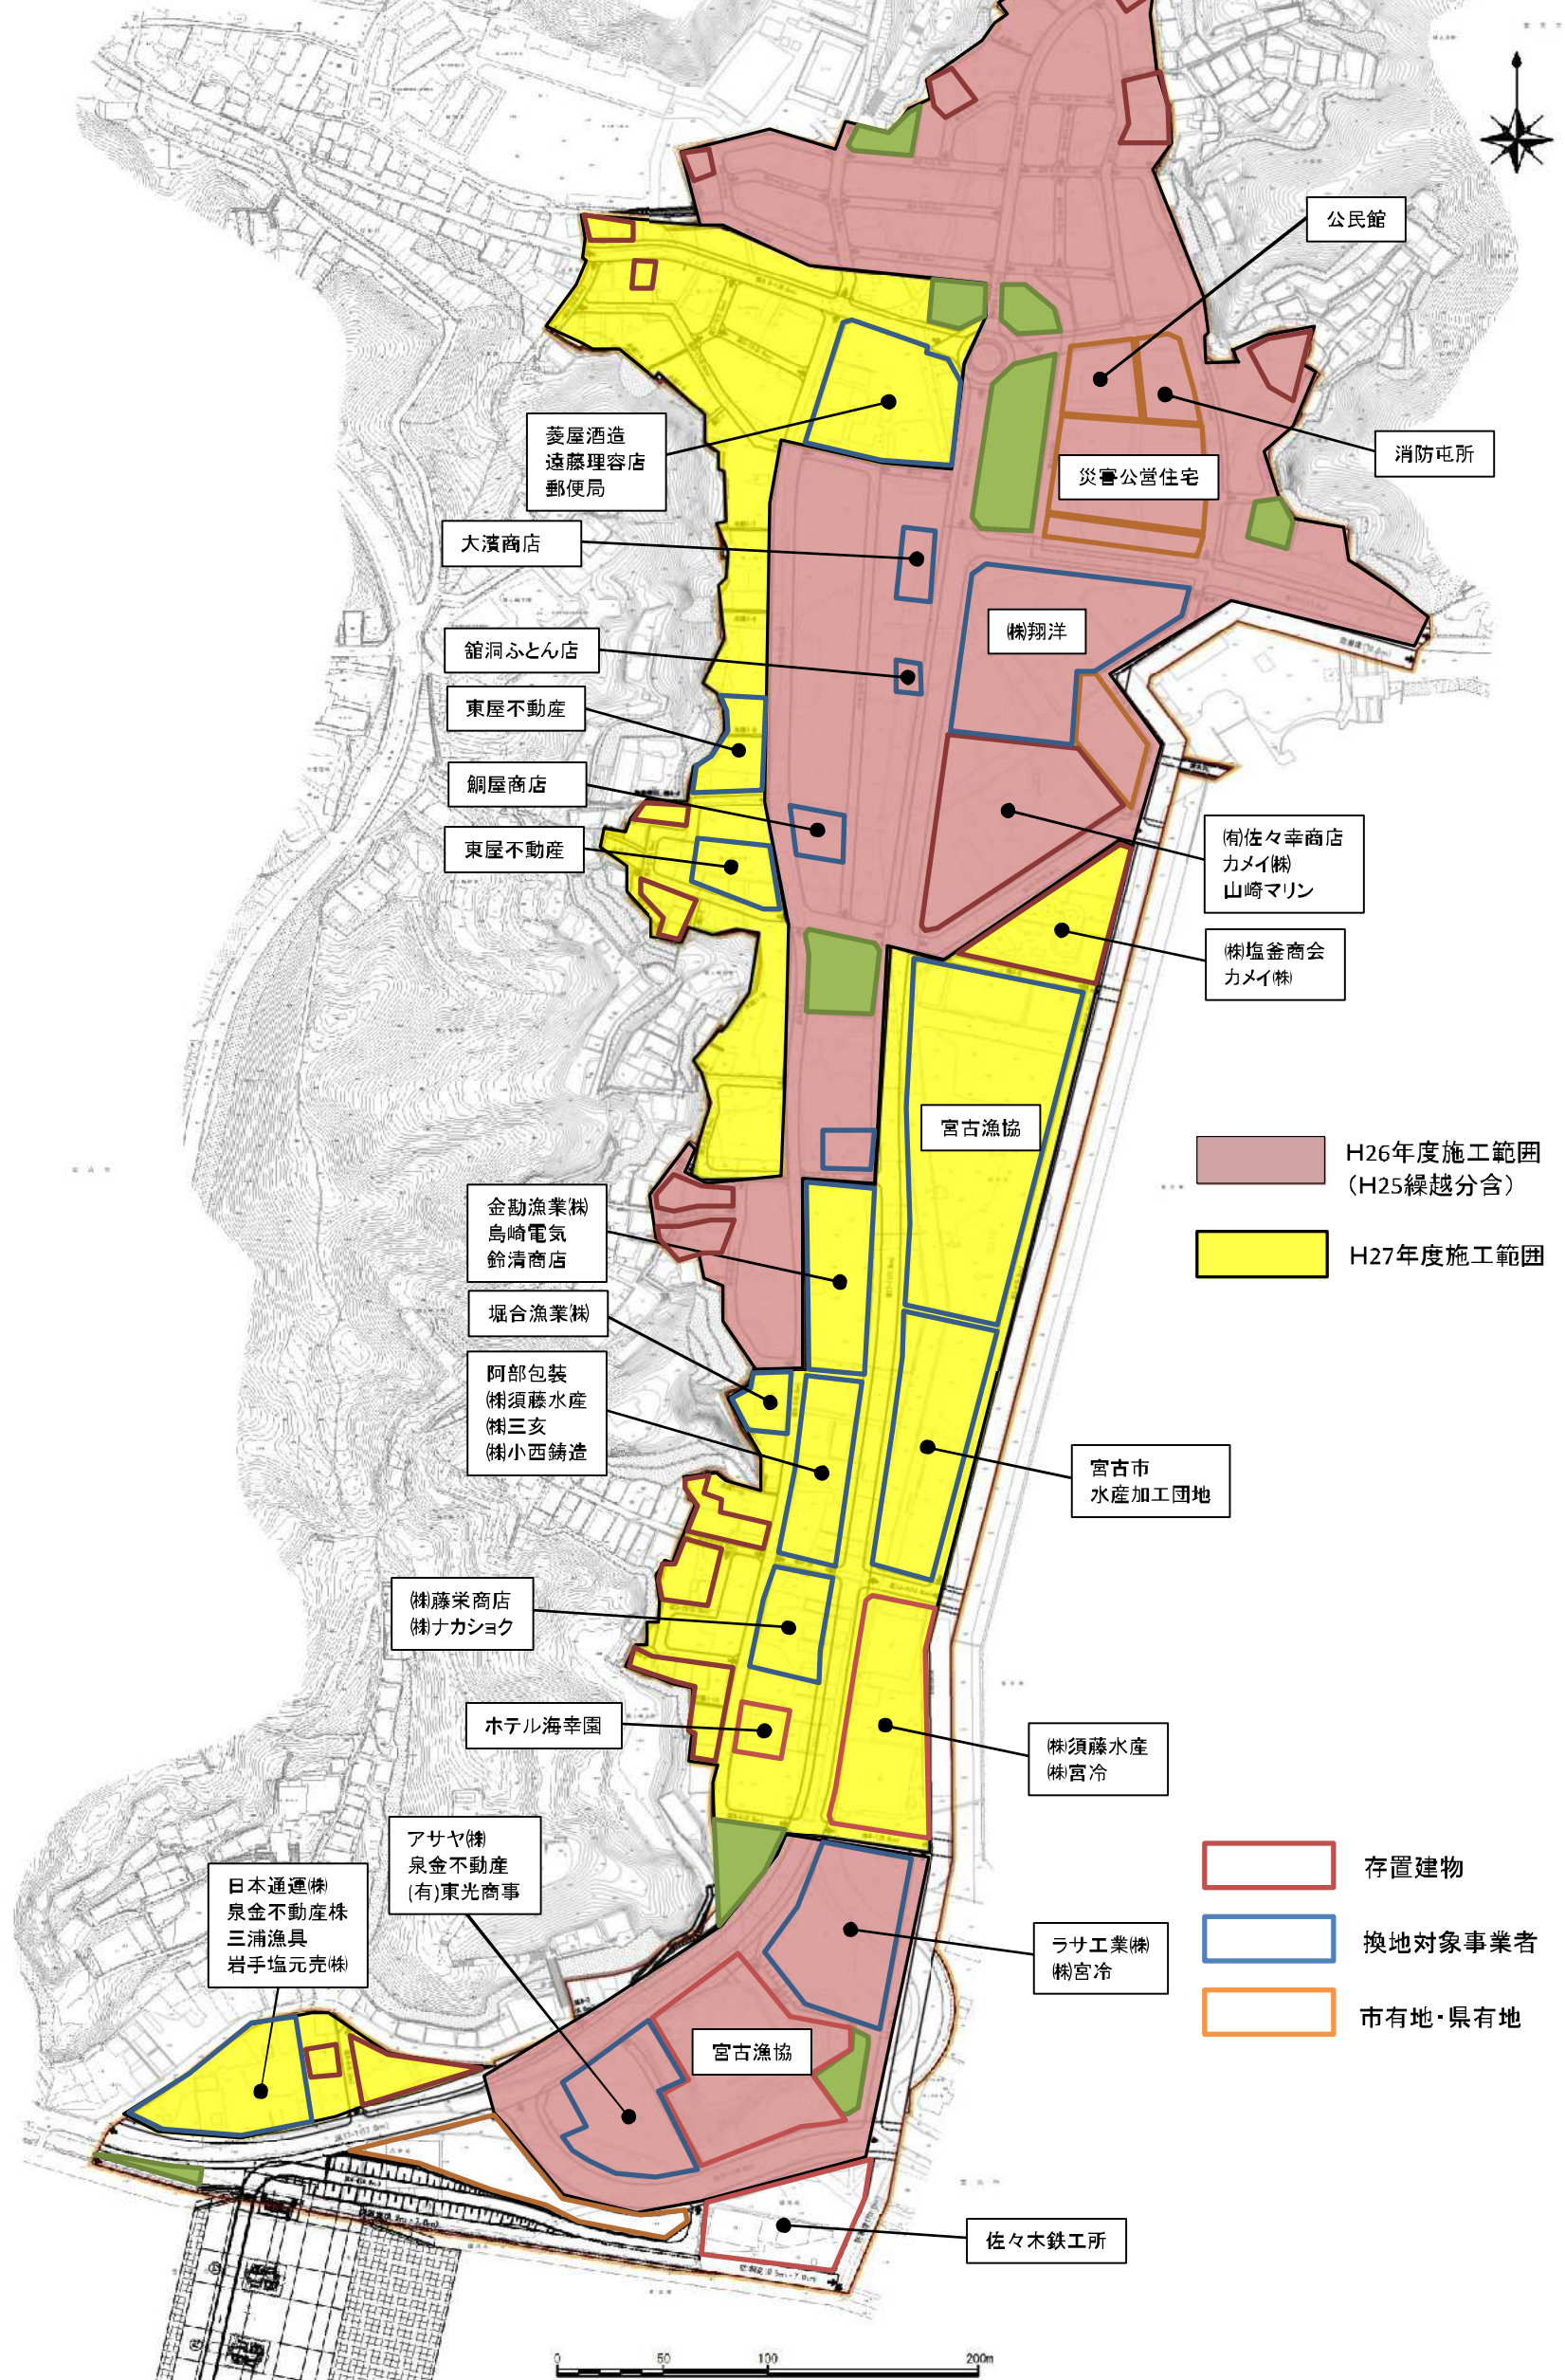 公民館
消防屯所
菱屋酒造
遠藤理容店
郵便局
災害公営住宅
大濱商店
㈱翔洋
舘洞ふとん店
東屋不動産
鯛屋商店
東屋不動産
㈲佐々幸商店
カメイ㈱
山崎マリン
㈱塩釜商会
カメイ㈱
宮古漁協
H26年度施工範囲
（H25繰越分含）
H27年度施工範囲
金勘漁業㈱
島崎電気
鈴清商店
堀合漁業㈱
阿部包装
㈱須藤水産
㈱三亥
㈱小西鋳造
宮古市
水産加工団地
㈱藤栄商店
㈱ナカショク
ホテル海幸園
㈱須藤水産
㈱宮冷
アサヤ㈱
泉金不動産
(有)東光商事
日本通運㈱
泉金不動産株
三浦漁具
岩手塩元売㈱
ラサ工業㈱
㈱宮冷
宮古漁協
存置建物
換地対象事業者
市有地・県有地
佐々木鉄工所
0 50 100 200m